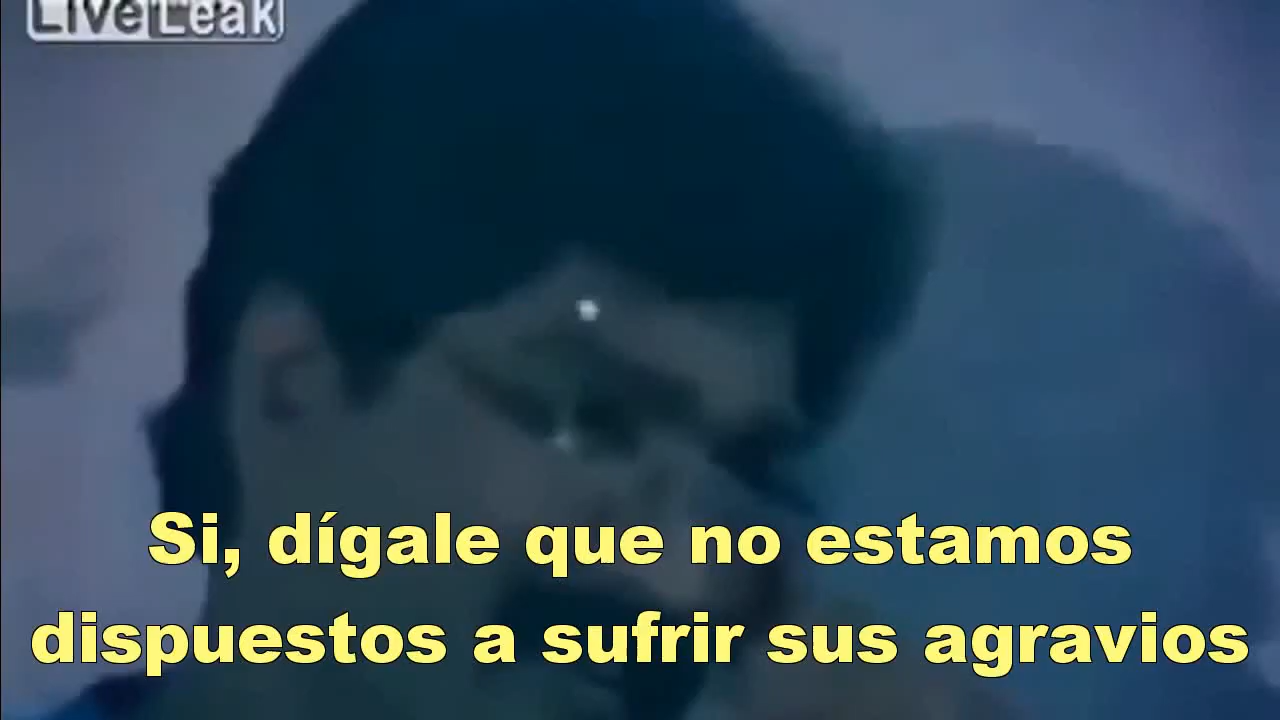 LiveLeak
Si, dígale que no estamos
dispuestos a sufrir sus agravios